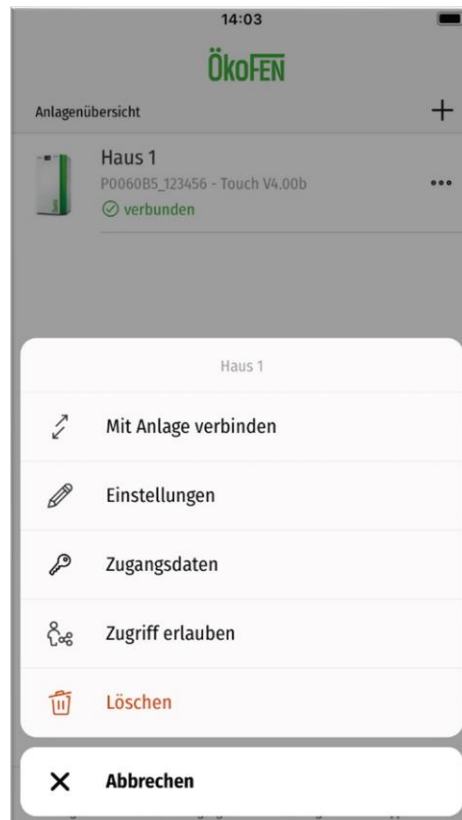 14:03
ÖkoFEN
Anlagenübersicht
Haus 1
P0060B5_123456 - Touch V4.00b
verbunden
Haus 1
Mit Anlage verbinden
Einstellungen
Zugangsdaten
Zugriff erlauben
Löschen
Abbrechen